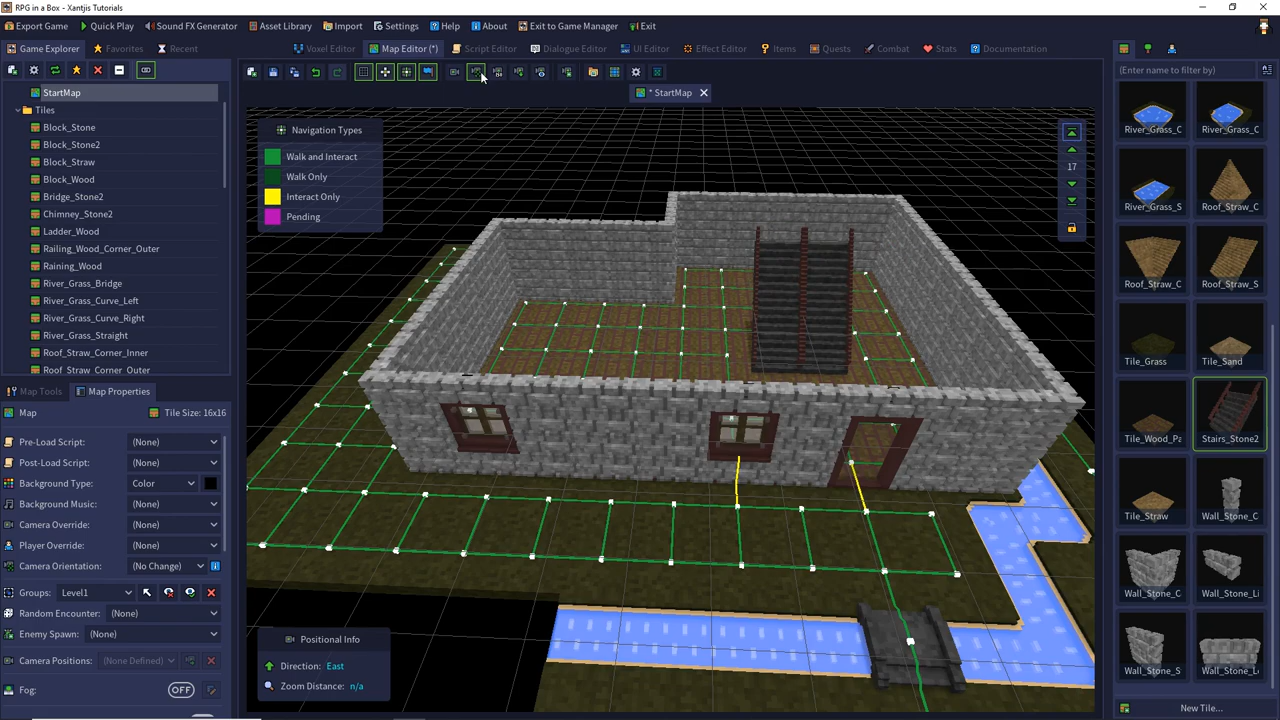 RPG in a Box - Xantjis Tutorials
Export Game Quick Play Sound FX Generator Asset Library Import Settings Help About Exit to Game Manager Exit
Game Explorer Favorites Recent Voxel Editor Map Editor (*) Script Editor Dialogue Editor UI Editor Effect Editor Items Quests Combat Stats Documentation
(Enter name to filter)
* StartMap
StartMap
Tiles
Block_Stone
Block_Stone2
Block_Straw
Block_Wood
Bridge_Stone2
Chimney_Stone2
Ladder_Wood
Railing_Wood_Corner_Outer
Raining_Wood
River_Grass_Bridge
River_Grass_Curve_Left
River_Grass_Curve_Right
River_Grass_Straight
Roof_Straw_Corner_Inner
Roof_Straw_Corner_Outer
Map Tools Map Properties
Map Tile Size: 16x16
Pre-Load Script: (None)
Post-Load Script: (None)
Background Type: Color
Background Music: (None)
Camera Override: (None)
Player Override: (None)
Camera Orientation: (No Change)
Groups: Level1
Random Encounter: (None)
Enemy Spawn: (None)
Camera Positions: (None Defined)
Fog: OFF
Navigation Types
Walk and Interact
Walk Only
Interact Only
Pending
17
Positional Info
Direction: East
Zoom Distance: n/a
River_Grass_C River_Grass_C
River_Grass_S Roof_Straw_C
Roof_Straw_C Roof_Straw_S
Tile_Grass Tile_Sand
Tile_Wood_Pa Stairs_Stone2
Tile_Straw Wall_Stone_C
Wall_Stone_C Wall_Stone_Li
Wall_Stone_S Wall_Stone_Lo
New Tile...